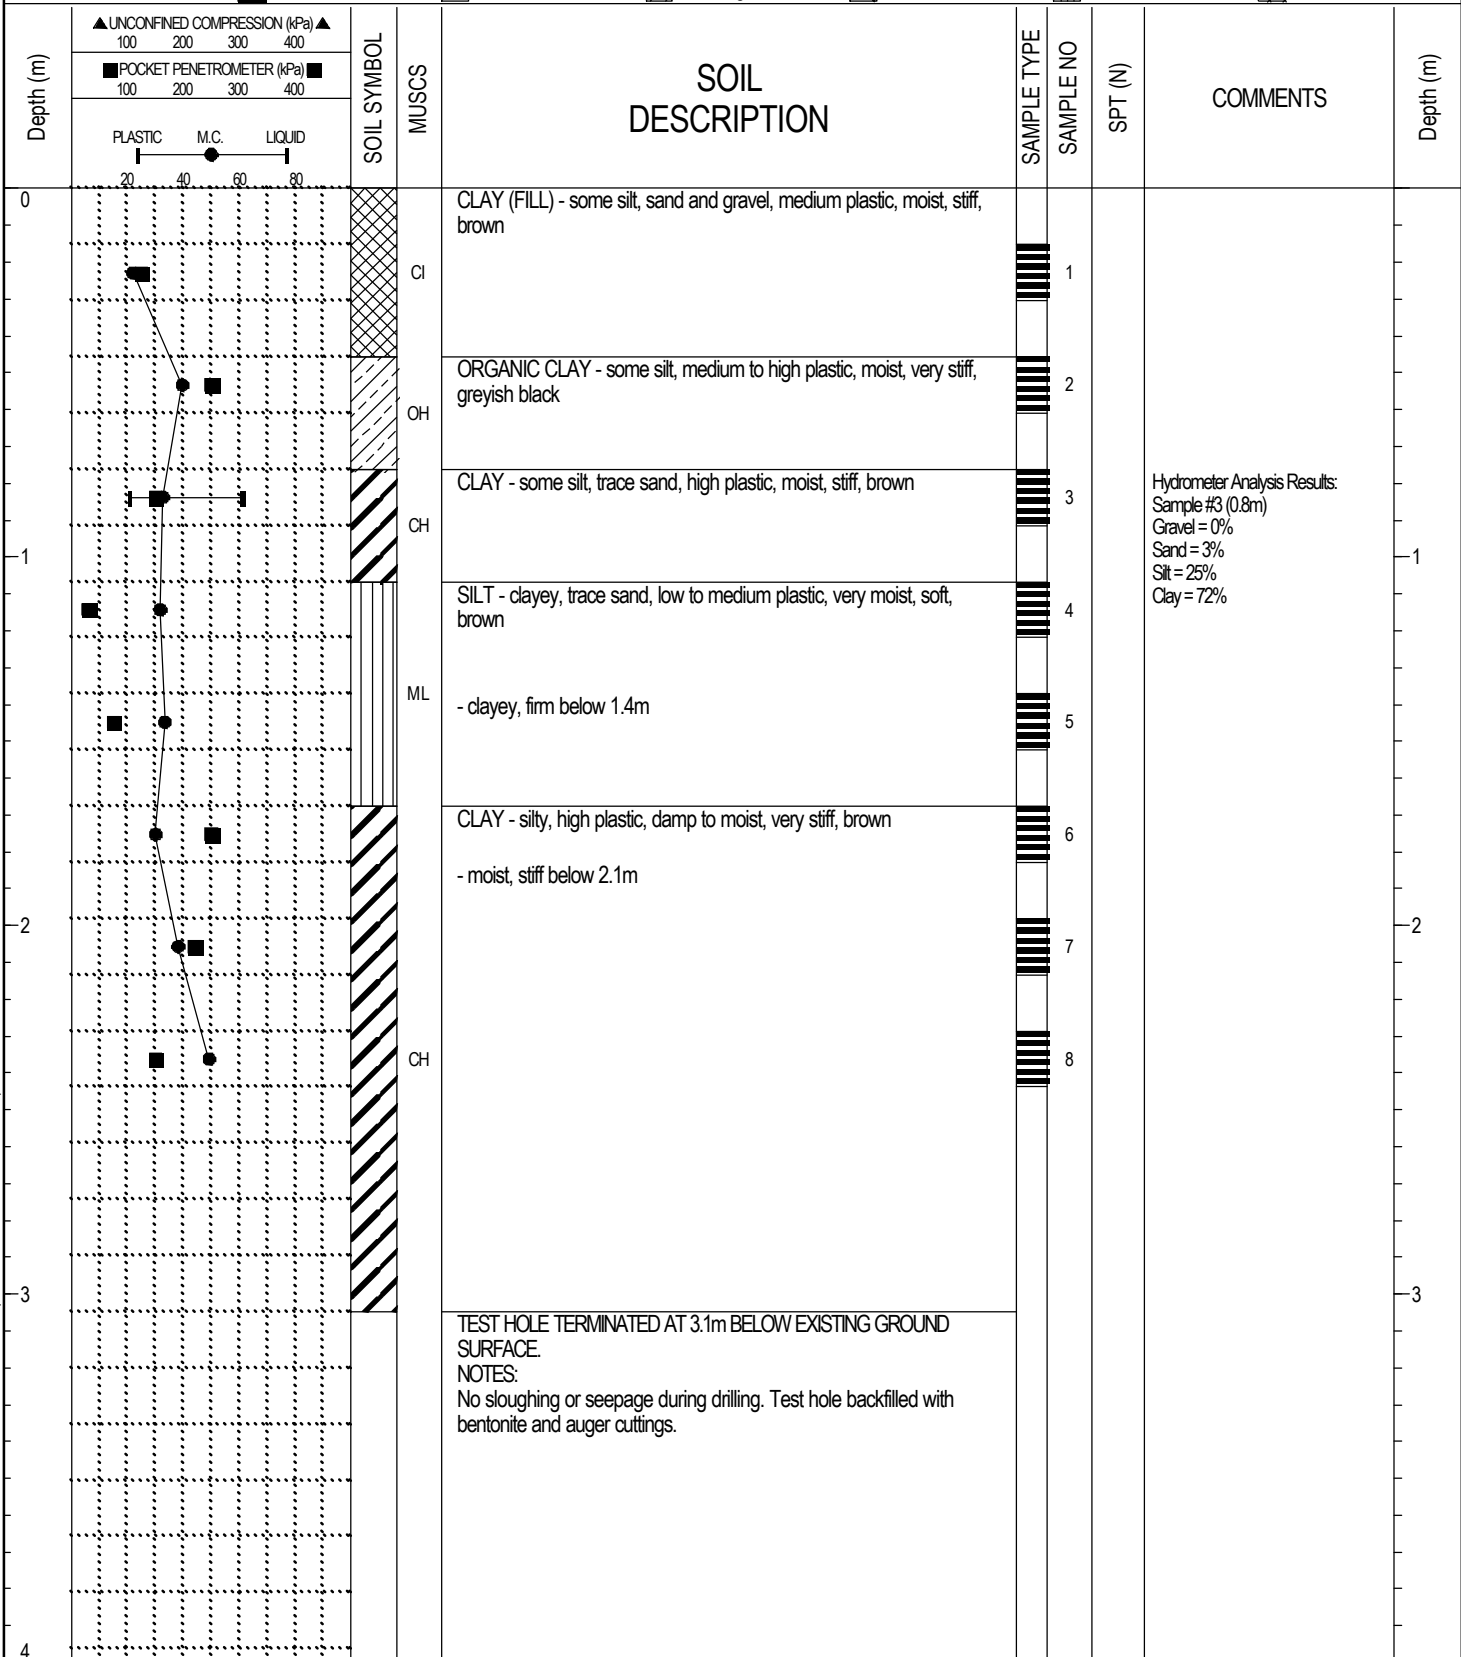 ▲UNCONFINED COMPRESSION (kPa)▲
100 200 300 400
■POCKET PENETROMETER (kPa)■
100 200 300 400
PLASTIC M.C. LIQUID
20 40 60 80
Depth (m)
SOIL SYMBOL
MUSCS
SOIL
DESCRIPTION
SAMPLE TYPE
SAMPLE NO
SPT (N)
COMMENTS
Depth (m)
0
CLAY (FILL) - some silt, sand and gravel, medium plastic, moist, stiff,
brown
CI
1
ORGANIC CLAY - some silt, medium to high plastic, moist, very stiff,
greyish black
OH
2
CLAY - some silt, trace sand, high plastic, moist, stiff, brown
CH
3
Hydrometer Analysis Results:
Sample #3 (0.8m)
Gravel = 0%
Sand = 3%
Silt = 25%
Clay = 72%
1
1
SILT - clayey, trace sand, low to medium plastic, very moist, soft,
brown
4
ML
- clayey, firm below 1.4m
5
CLAY - silty, high plastic, damp to moist, very stiff, brown
6
- moist, stiff below 2.1m
2
7
2
CH
8
3
3
TEST HOLE TERMINATED AT 3.1m BELOW EXISTING GROUND
SURFACE.
NOTES:
No sloughing or seepage during drilling. Test hole backfilled with
bentonite and auger cuttings.
4